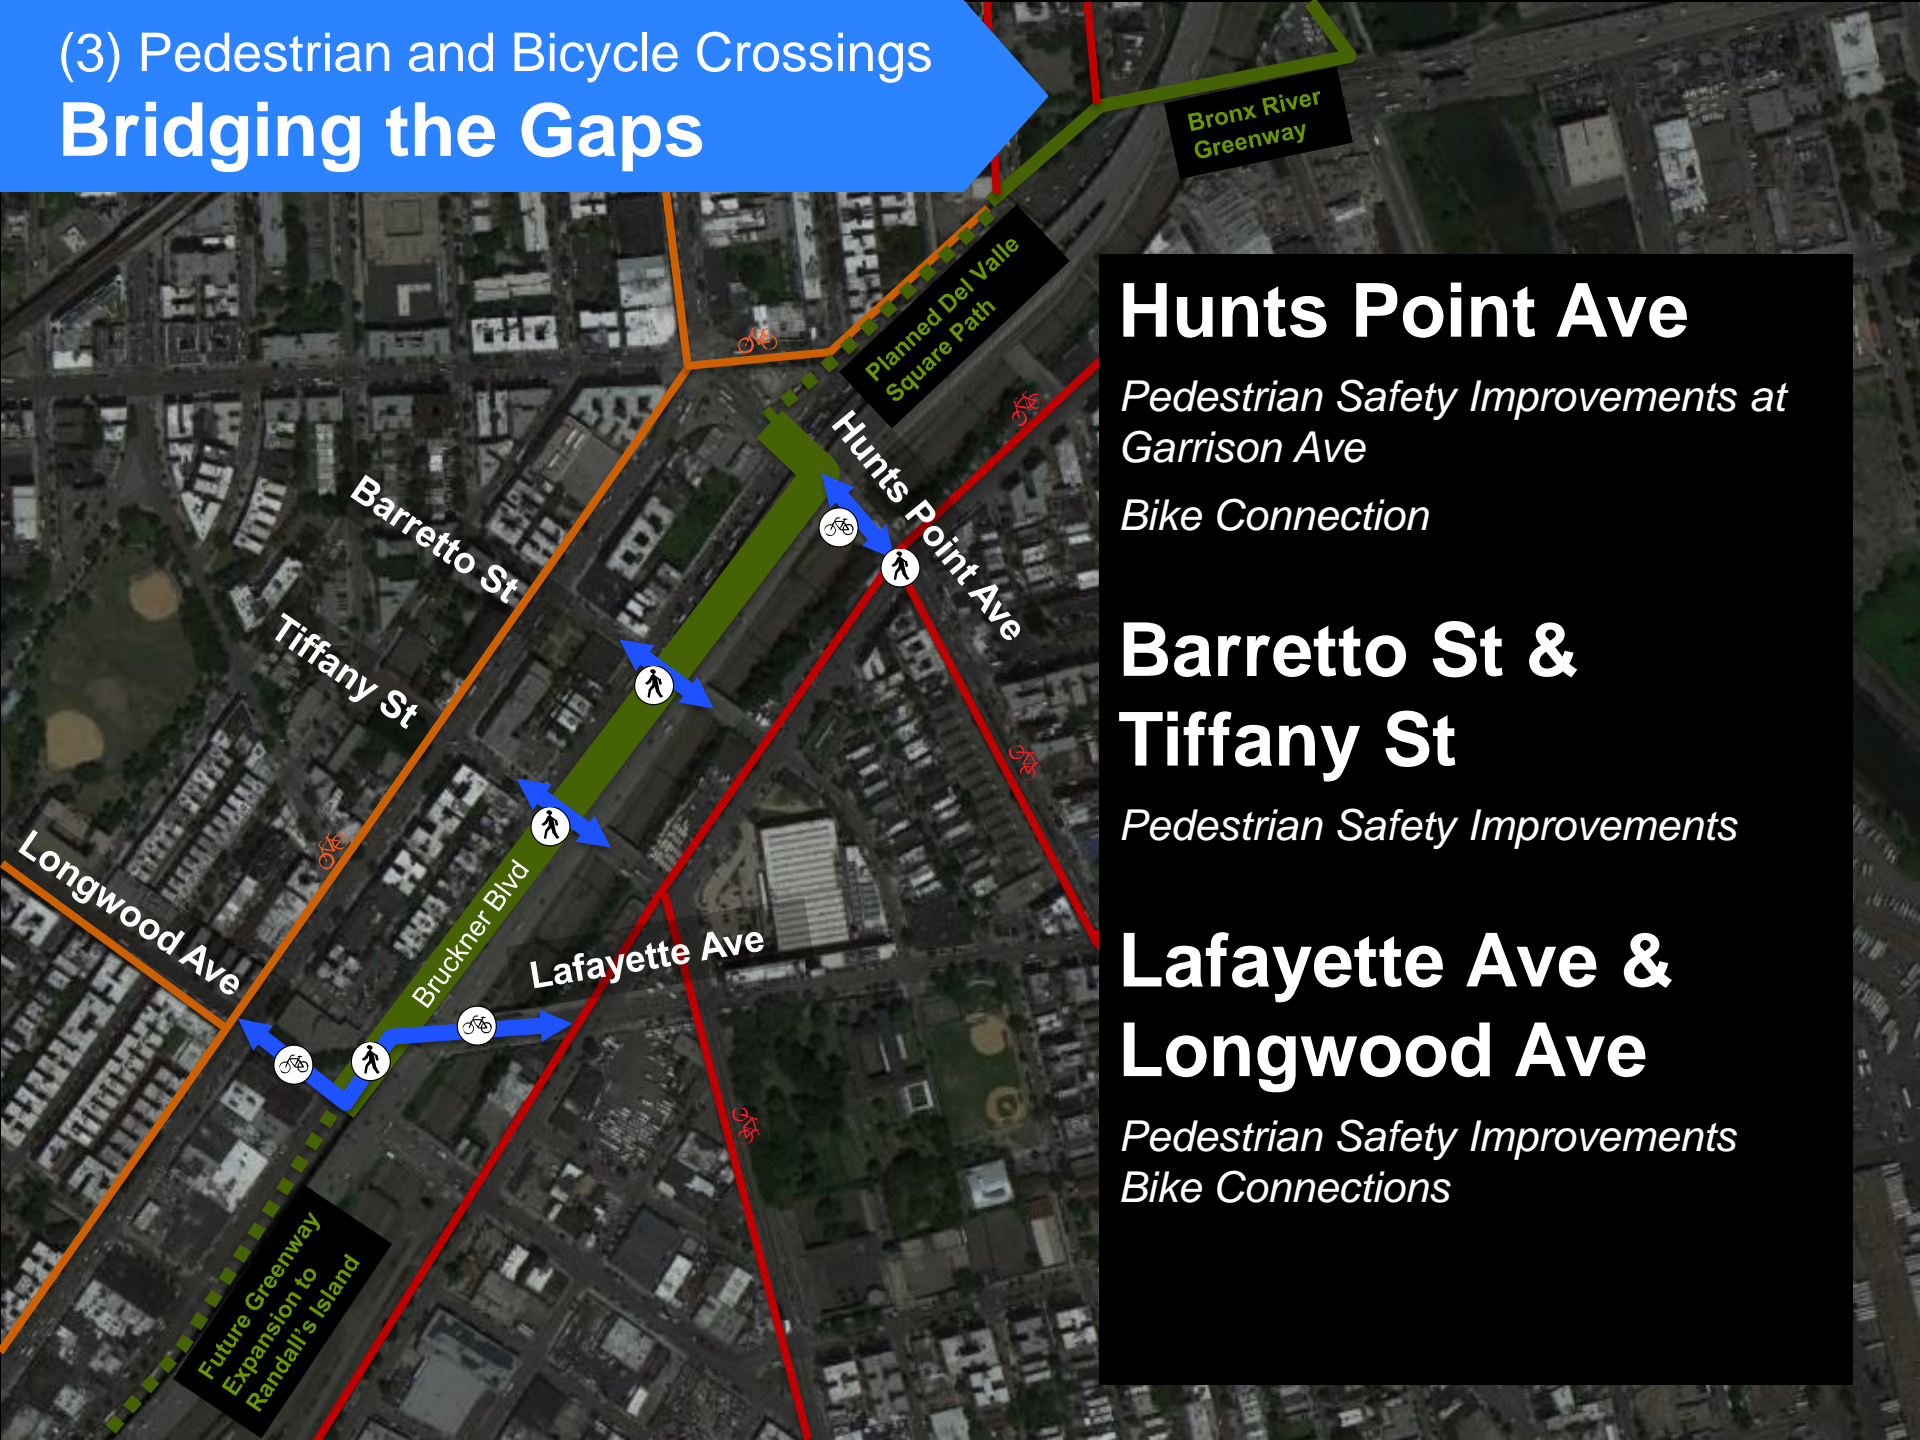 (3) Pedestrian and Bicycle Crossings
Bridging the Gaps
Bronx River
Greenway
Planned Del Valle
Square Path
Hunts Point Ave
Barretto St
Tiffany St
Longwood Ave
Bruckner Blvd
Lafayette Ave
Future Greenway
Expansion to
Randall's Island
Hunts Point Ave
Pedestrian Safety Improvements at
Garrison Ave
Bike Connection
Barretto St &
Tiffany St
Pedestrian Safety Improvements
Lafayette Ave &
Longwood Ave
Pedestrian Safety Improvements
Bike Connections